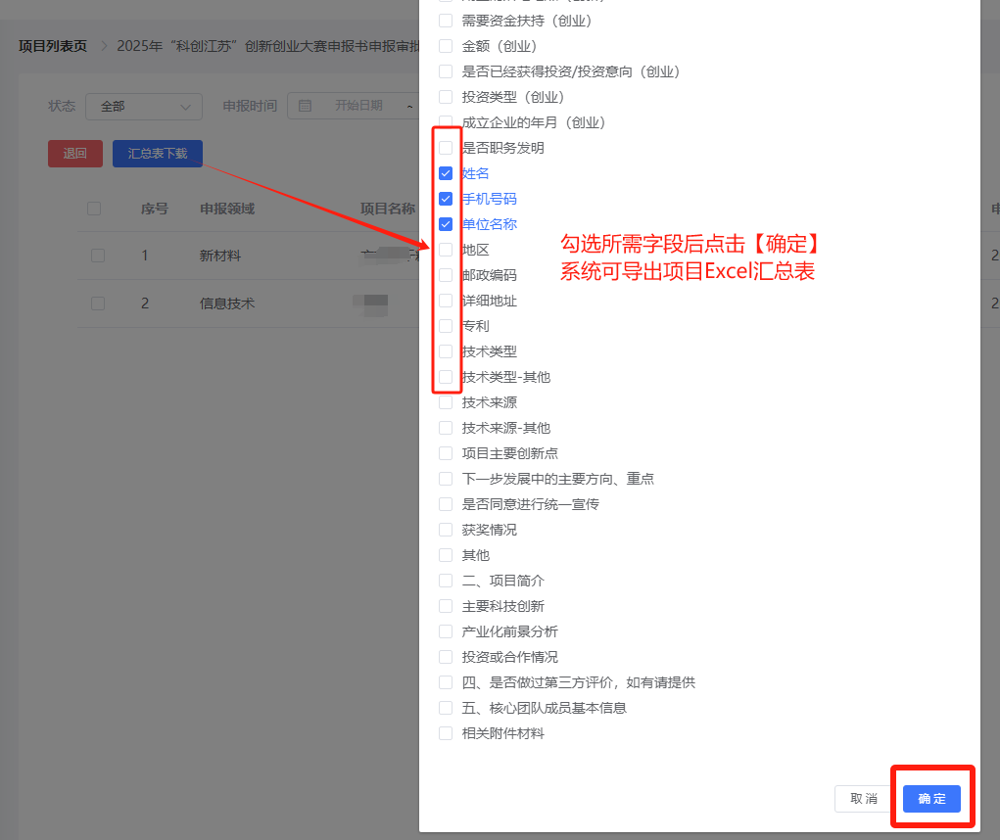 需要资金扶持（创业）
项目列表页
2025年“科创江苏”创新创业大赛申报书申报审批
金额（创业）
是否已经获得投资/投资意向（创业）
投资类型（创业）
状态
全部
申报时间
开始日期
~
成立企业的年月（创业）
是否职务发明
退回
汇总表下载
姓名
手机号码
序号
申报领域
项目名称
单位名称
地区
1
新材料
邮政编码
详细地址
2
信息技术
专利
技术类型
技术类型-其他
勾选所需字段后点击【确定】
系统可导出项目Excel汇总表
技术来源
技术来源-其他
项目主要创新点
下一步发展中的主要方向、重点
是否同意进行统一宣传
获奖情况
其他
二、项目简介
主要科技创新
产业化前景分析
投资或合作情况
四、是否做过第三方评价，如有请提供
五、核心团队成员基本信息
相关附件材料
取消
确定